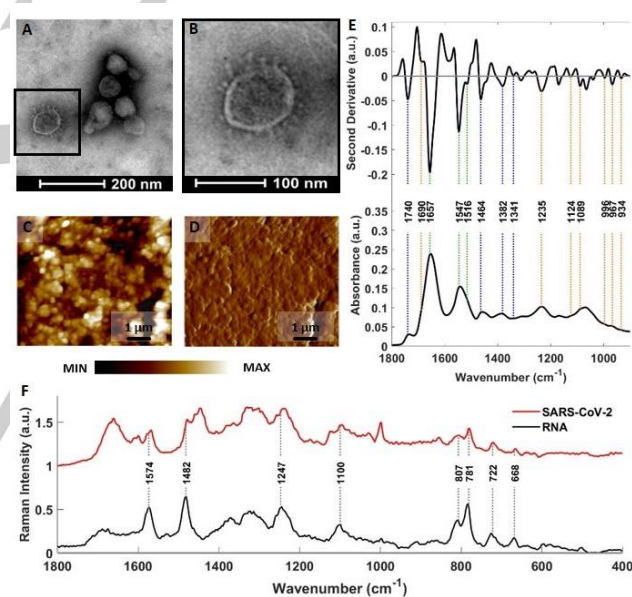 A
200 nm
B
100 nm
C
1 μm
D
1 μm
MIN MAX
E
Second Derivative (a.u.)
0.1
0.05
0
-0.05
-0.1
-0.15
-0.2
1740
1690
1657
1547
1516
1464
1382
1341
1235
1124
1089
996
967
934
Absorbance (a.u.)
0.35
0.3
0.25
0.2
0.15
0.1
0.05
0
1800 1600 1400 1200 1000
Wavenumber (cm-1)
F
Raman Intensity (a.u.)
1.5
1
0.5
0
SARS-CoV-2
RNA
1574
1482
1247
1100
807
781
722
668
1800 1600 1400 1200 1000 800 600 400
Wavenumber (cm-1)